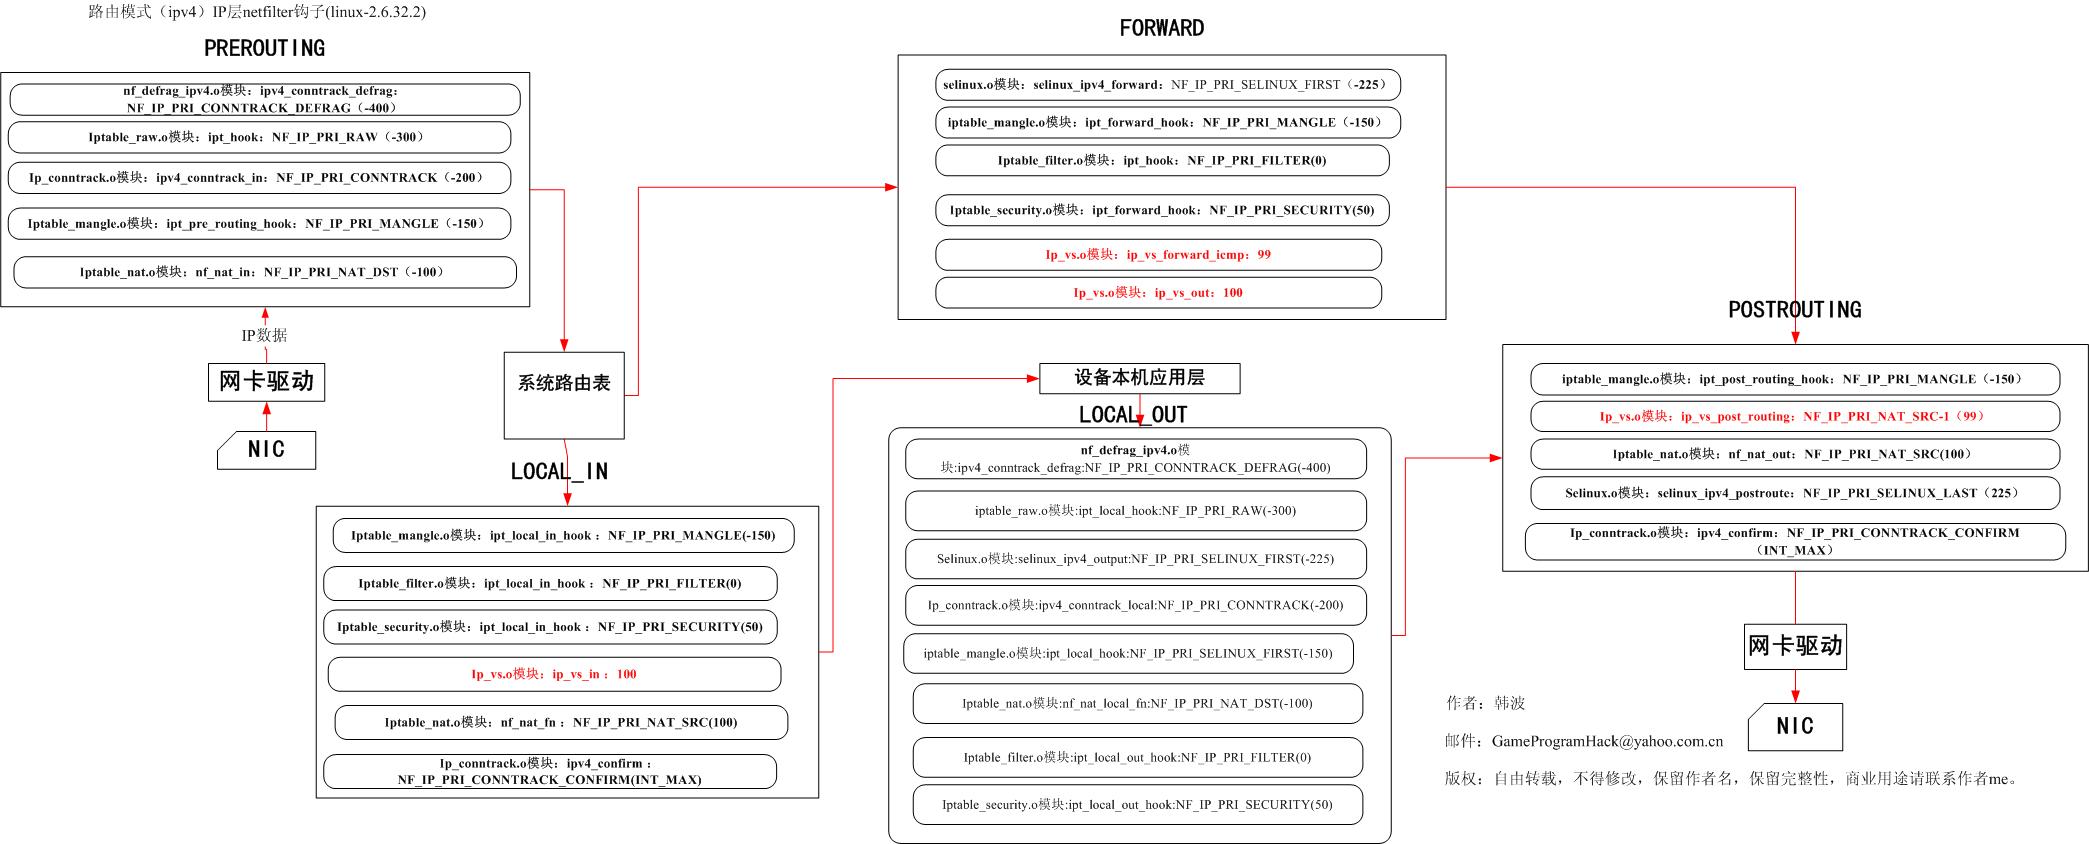 路由模式（ipv4）IP层netfilter钩子(linux-2.6.32.2)
PREROUTING
nf_defrag_ipv4.o模块：ipv4_conntrack_defrag：
NF_IP_PRI_CONNTRACK_DEFRAG（-400）
Iptable_raw.o模块：ipt_hook：NF_IP_PRI_RAW（-300）
Ip_conntrack.o模块：ipv4_conntrack_in：NF_IP_PRI_CONNTRACK（-200）
Iptable_mangle.o模块：ipt_pre_routing_hook：NF_IP_PRI_MANGLE（-150）
Iptable_nat.o模块：nf_nat_in：NF_IP_PRI_NAT_DST（-100）
IP数据
网卡驱动
NIC
系统路由表
FORWARD
selinux.o模块：selinux_ipv4_forward：NF_IP_PRI_SELINUX_FIRST（-225）
iptable_mangle.o模块：ipt_forward_hook：NF_IP_PRI_MANGLE（-150）
Iptable_filter.o模块：ipt_hook：NF_IP_PRI_FILTER(0)
Iptable_security.o模块：ipt_forward_hook：NF_IP_PRI_SECURITY(50)
Ip_vs.o模块：ip_vs_forward_icmp：99
Ip_vs.o模块：ip_vs_out：100
LOCAL_IN
Iptable_mangle.o模块：ipt_local_in_hook：NF_IP_PRI_MANGLE(-150)
Iptable_filter.o模块：ipt_local_in_hook：NF_IP_PRI_FILTER(0)
Iptable_security.o模块：ipt_local_in_hook：NF_IP_PRI_SECURITY(50)
Ip_vs.o模块：ip_vs_in：100
Iptable_nat.o模块：nf_nat_fn：NF_IP_PRI_NAT_SRC(100)
Ip_conntrack.o模块：ipv4_confirm：
NF_IP_PRI_CONNTRACK_CONFIRM(INT_MAX)
设备本机应用层
LOCAL_OUT
nf_defrag_ipv4.o模
块:ipv4_conntrack_defrag:NF_IP_PRI_CONNTRACK_DEFRAG(-400)
iptable_raw.o模块:ipt_local_hook:NF_IP_PRI_RAW(-300)
Selinux.o模块:selinux_ipv4_output:NF_IP_PRI_SELINUX_FIRST(-225)
Ip_conntrack.o模块:ipv4_conntrack_local:NF_IP_PRI_CONNTRACK(-200)
iptable_mangle.o模块:ipt_local_hook:NF_IP_PRI_SELINUX_FIRST(-150)
Iptable_nat.o模块:nf_nat_local_fn:NF_IP_PRI_NAT_DST(-100)
Iptable_filter.o模块:ipt_local_out_hook:NF_IP_PRI_FILTER(0)
Iptable_security.o模块:ipt_local_out_hook:NF_IP_PRI_SECURITY(50)
POSTROUTING
iptable_mangle.o模块：ipt_post_routing_hook：NF_IP_PRI_MANGLE（-150）
Ip_vs.o模块：ip_vs_post_routing：NF_IP_PRI_NAT_SRC-1（99）
Iptable_nat.o模块：nf_nat_out：NF_IP_PRI_NAT_SRC(100）
Selinux.o模块：selinux_ipv4_postroute：NF_IP_PRI_SELINUX_LAST（225）
Ip_conntrack.o模块：ipv4_confirm：NF_IP_PRI_CONNTRACK_CONFIRM
（INT_MAX）
网卡驱动
NIC
作者：韩波
邮件：GameProgramHack@yahoo.com.cn
版权：自由转载，不得修改，保留作者名，保留完整性，商业用途请联系作者me。